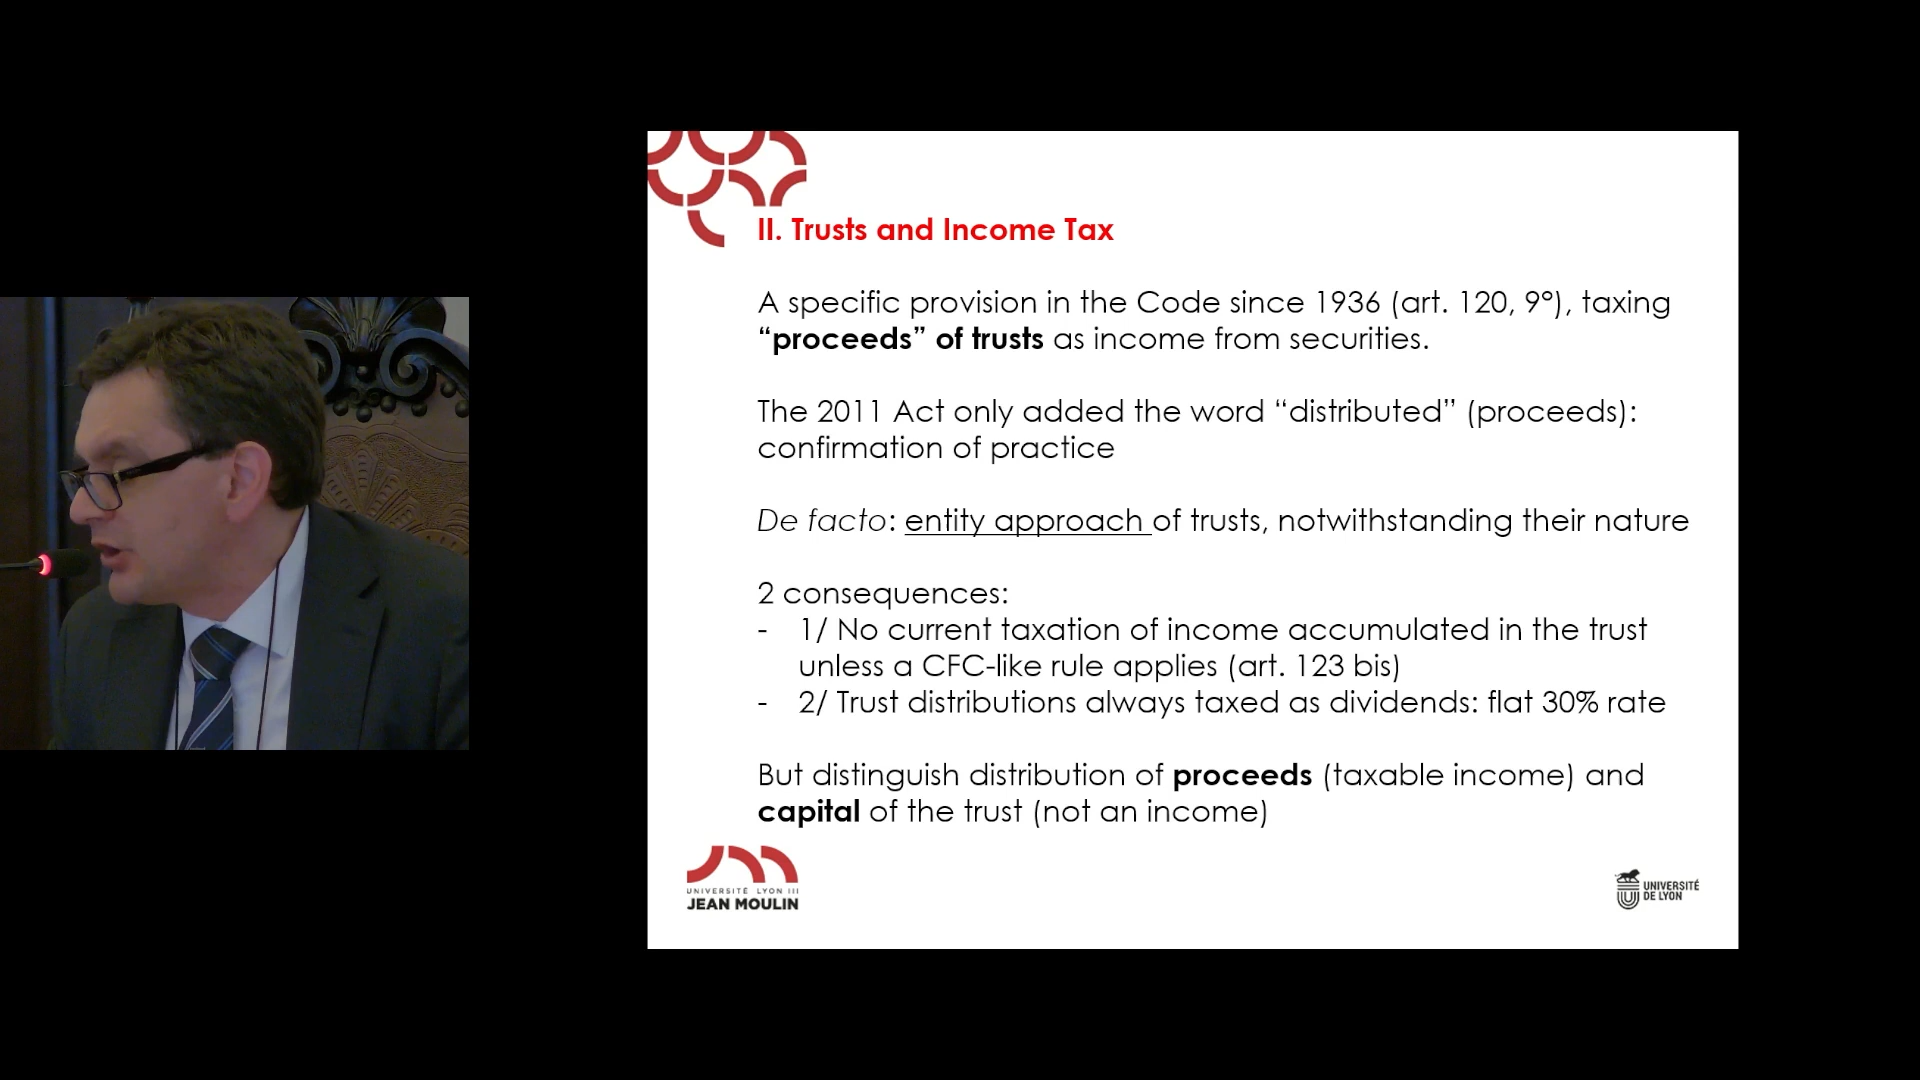 II. Trusts and Income Tax
A specific provision in the Code since 1936 (art. 120, 9°), taxing
“proceeds” of trusts as income from securities.
The 2011 Act only added the word “distributed” (proceeds):
confirmation of practice
De facto: entity approach of trusts, notwithstanding their nature
2 consequences:
- 1/ No current taxation of income accumulated in the trust
unless a CFC-like rule applies (art. 123 bis)
- 2/ Trust distributions always taxed as dividends: flat 30% rate
But distinguish distribution of proceeds (taxable income) and
capital of the trust (not an income)
UNIVERSITÉ LYON III
JEAN MOULIN
UNIVERSITÉ
DE LYON